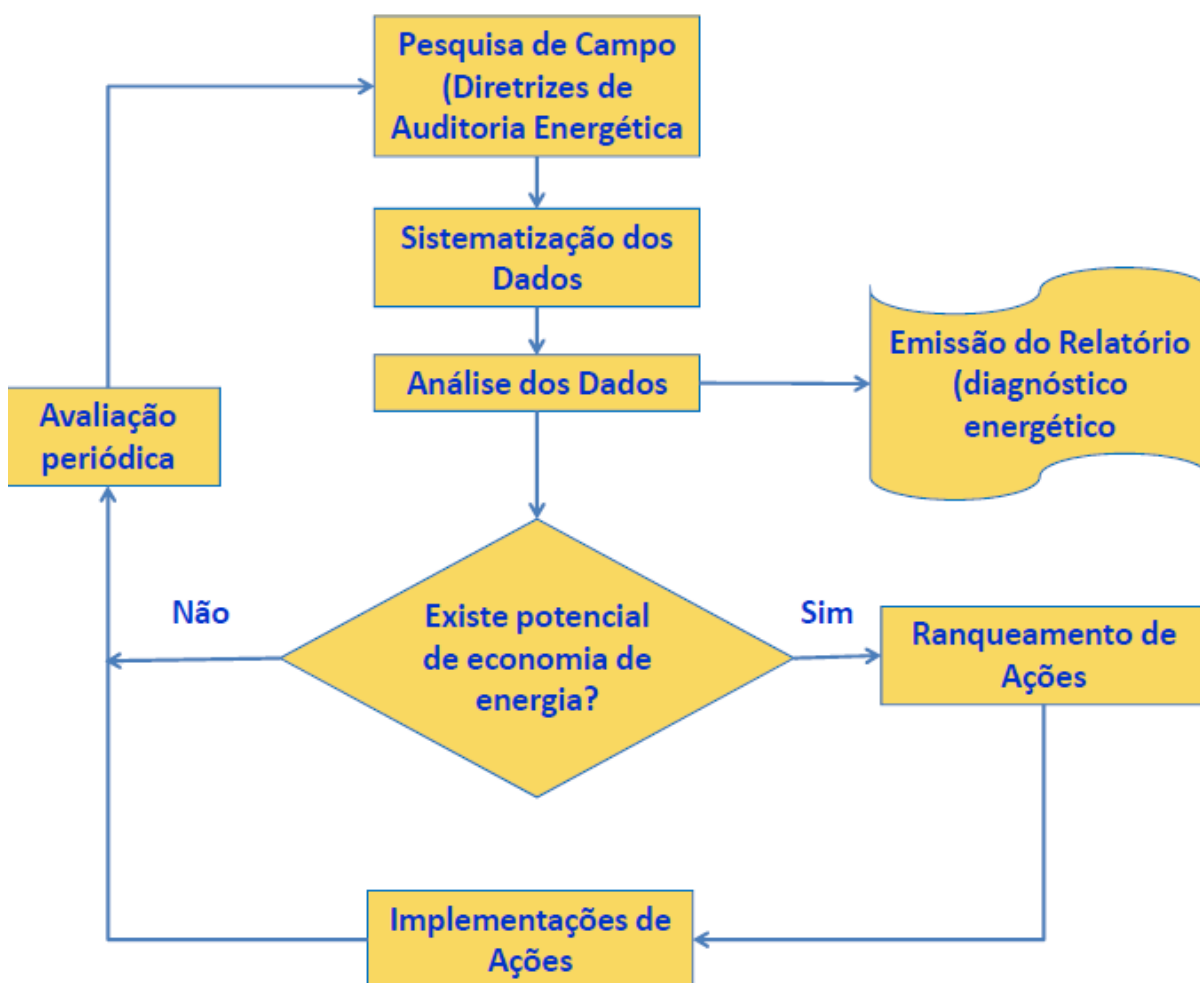 Pesquisa de Campo
(Diretrizes de
Auditoria Energética
Sistematização dos
Dados
Análise dos Dados
Emissão do Relatório
(diagnóstico
energético
Avaliação
periódica
Não
Existe potencial
de economia de
energia?
Sim
Ranqueamento de
Ações
Implementações de
Ações